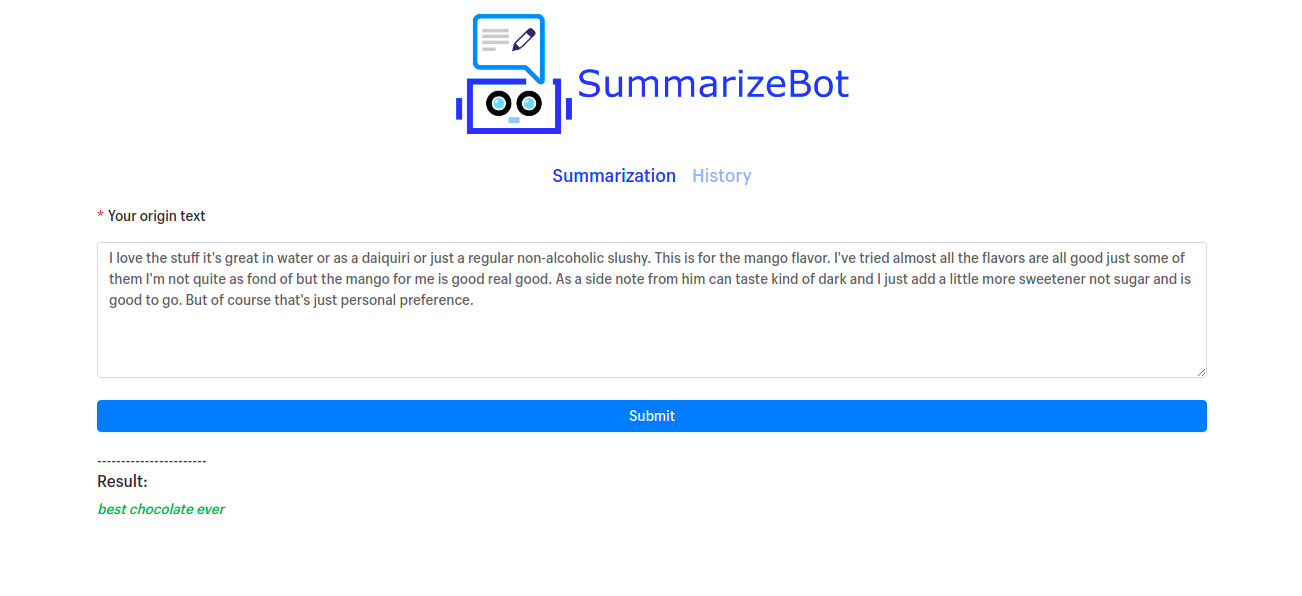 SummarizeBot
Summarization History
* Your origin text
I love the stuff it's great in water or as a daiquiri or just a regular non-alcoholic slushy. This is for the mango flavor. I've tried almost all the flavors are all good just some of
them I'm not quite as fond of but the mango for me is good real good. As a side note from him can taste kind of dark and I just add a little more sweetener not sugar and is
good to go. But of course that's just personal preference.
Submit
-----------------------
Result:
best chocolate ever